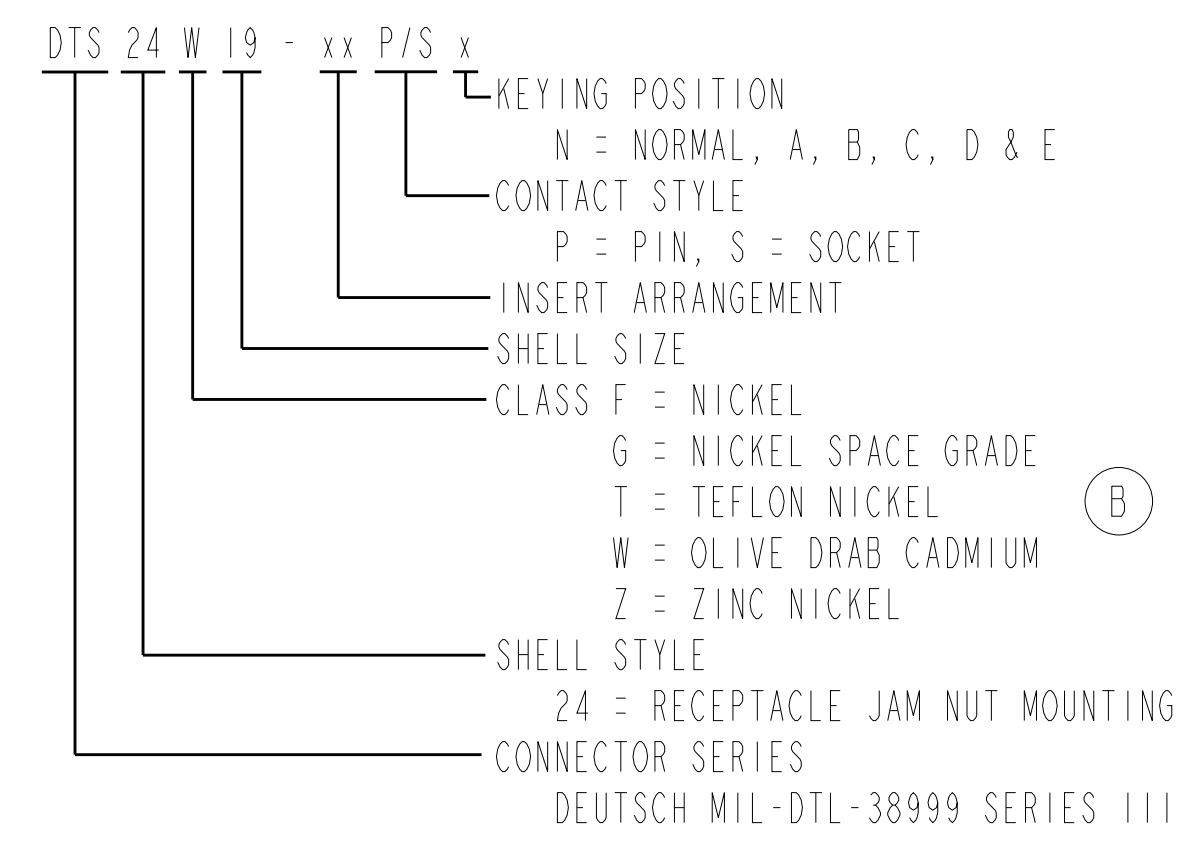 DTS 24 W 19 - xx P/S x
KEYING POSITION
N = NORMAL, A, B, C, D & E
CONTACT STYLE
P = PIN, S = SOCKET
INSERT ARRANGEMENT
SHELL SIZE
CLASS F = NICKEL
G = NICKEL SPACE GRADE
T = TEFLON NICKEL
B
W = OLIVE DRAB CADMIUM
Z = ZINC NICKEL
SHELL STYLE
24 = RECEPTACLE JAM NUT MOUNTING
CONNECTOR SERIES
DEUTSCH MIL-DTL-38999 SERIES III